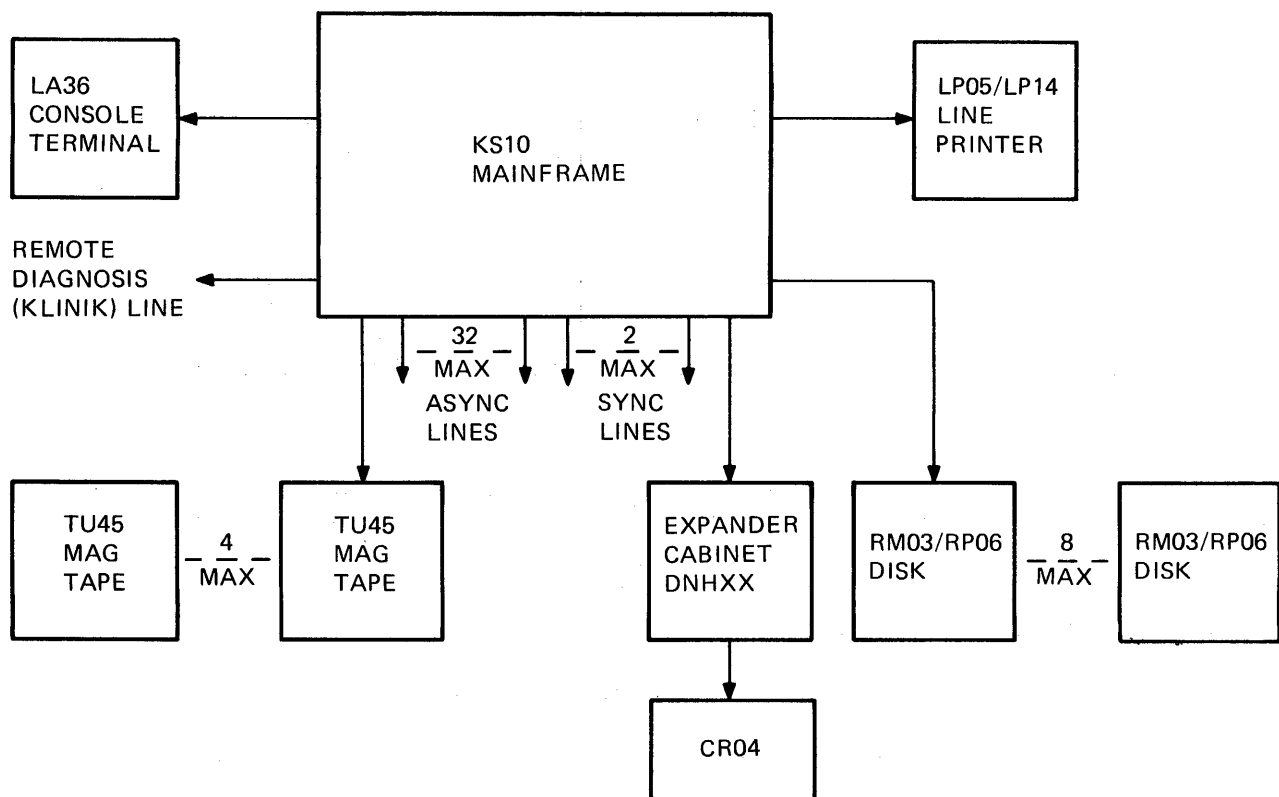 LA36
CONSOLE
TERMINAL
KS10
MAINFRAME
LP05/LP14
LINE
PRINTER
REMOTE
DIAGNOSIS
(KLINIK) LINE
32
MAX
ASYNC
LINES
2
MAX
SYNC
LINES
TU45
MAG
TAPE
4
MAX
TU45
MAG
TAPE
EXPANDER
CABINET
DNHXX
RM03/RP06
DISK
8
MAX
RM03/RP06
DISK
CR04